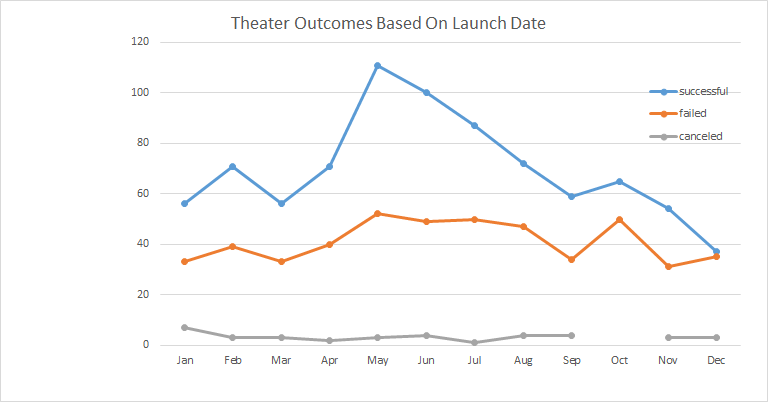 Theater Outcomes Based On Launch Date
120
100
80
60
40
20
0
successful
failed
canceled
Jan Feb Mar Apr May Jun Jul Aug Sep Oct Nov Dec